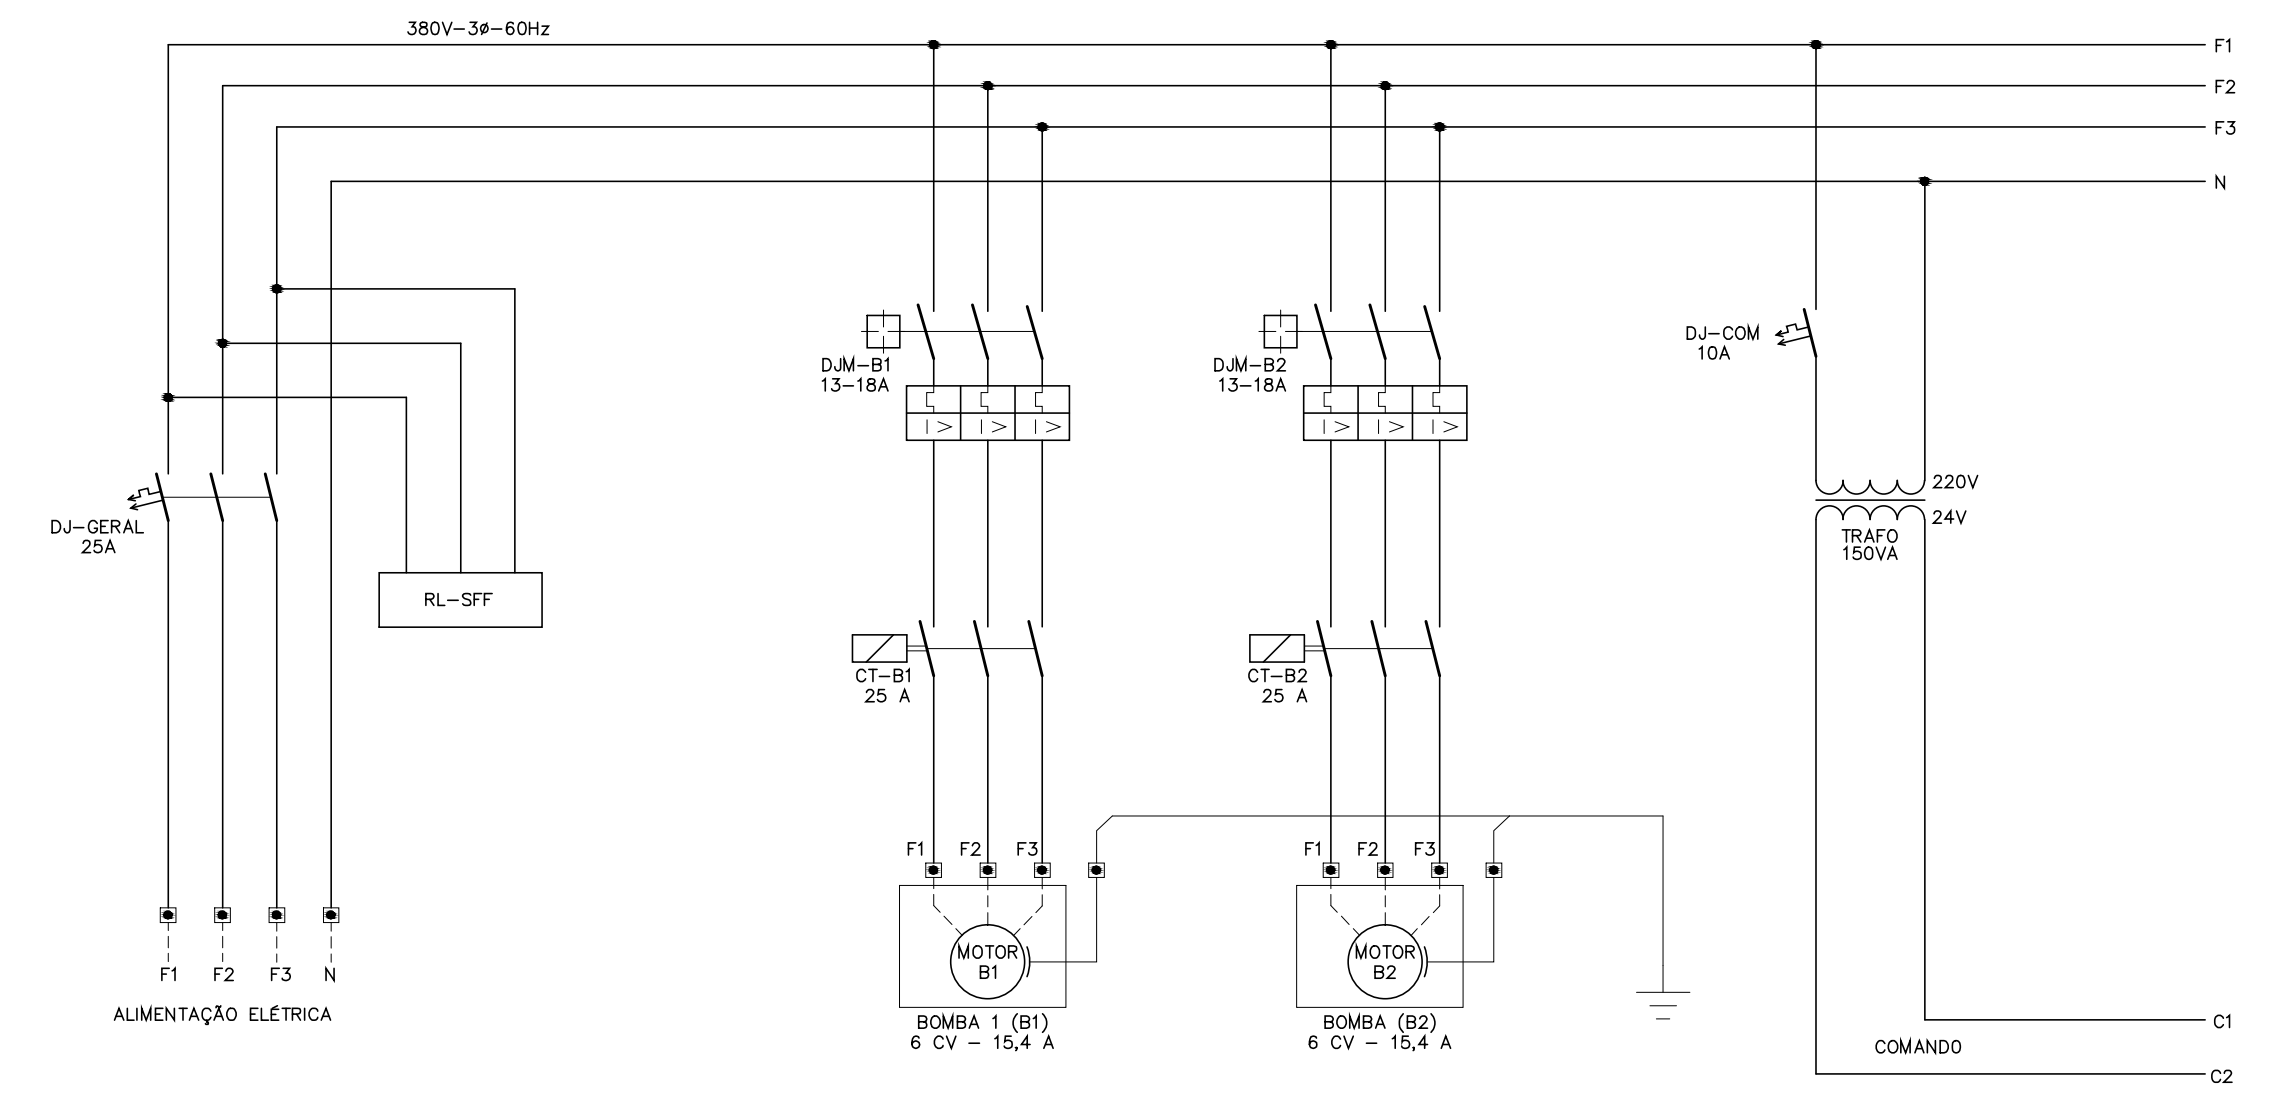 380V-3ø-60Hz
F1
F2
F3
N
DJM-B1
13-18A
DJM-B2
13-18A
DJ-COM
10A
I> I> I>
I> I> I>
220V
24V
TRAFO
150VA
DJ-GERAL
25A
RL-SFF
CT-B1
25 A
CT-B2
25 A
F1 F2 F3
F1 F2 F3
MOTOR
B1
MOTOR
B2
F1 F2 F3 N
ALIMENTAÇÃO ELÉTRICA
BOMBA 1 (B1)
6 CV - 15,4 A
BOMBA (B2)
6 CV - 15,4 A
C1
COMANDO
C2